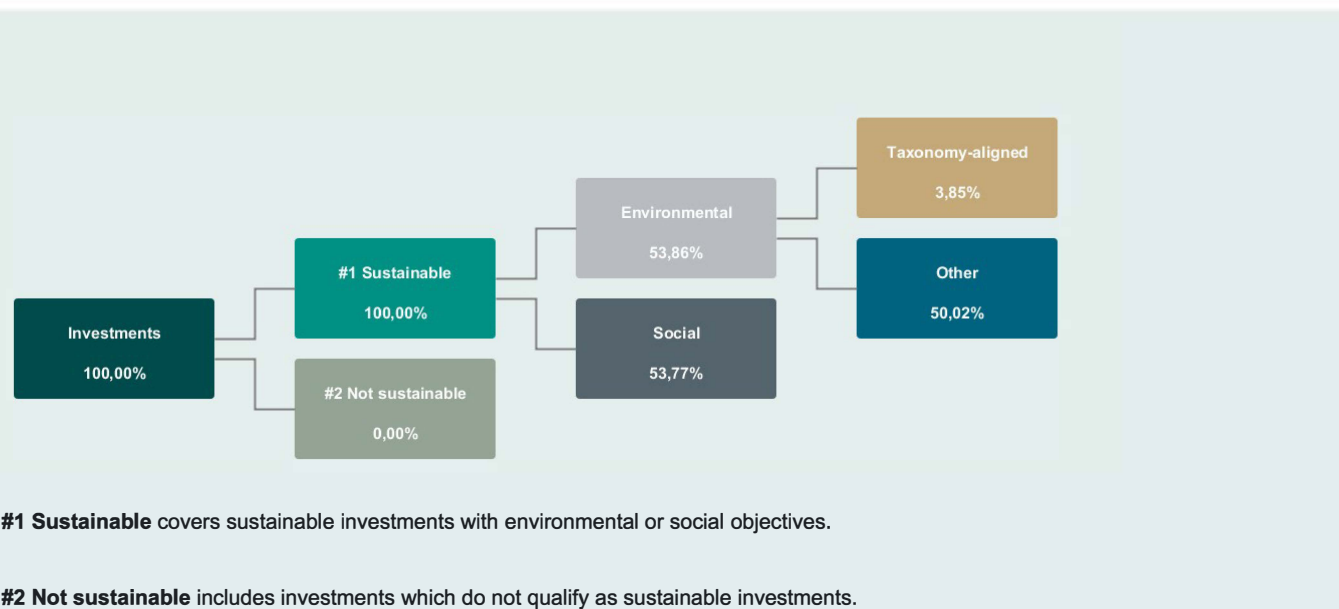 Taxonomy-aligned
3,85%
Environmental
53,86%
#1 Sustainable
100,00%
Other
50,02%
Investments
100,00%
Social
53,77%
#2 Not sustainable
0,00%
#1 Sustainable covers sustainable investments with environmental or social objectives.
#2 Not sustainable includes investments which do not qualify as sustainable investments.